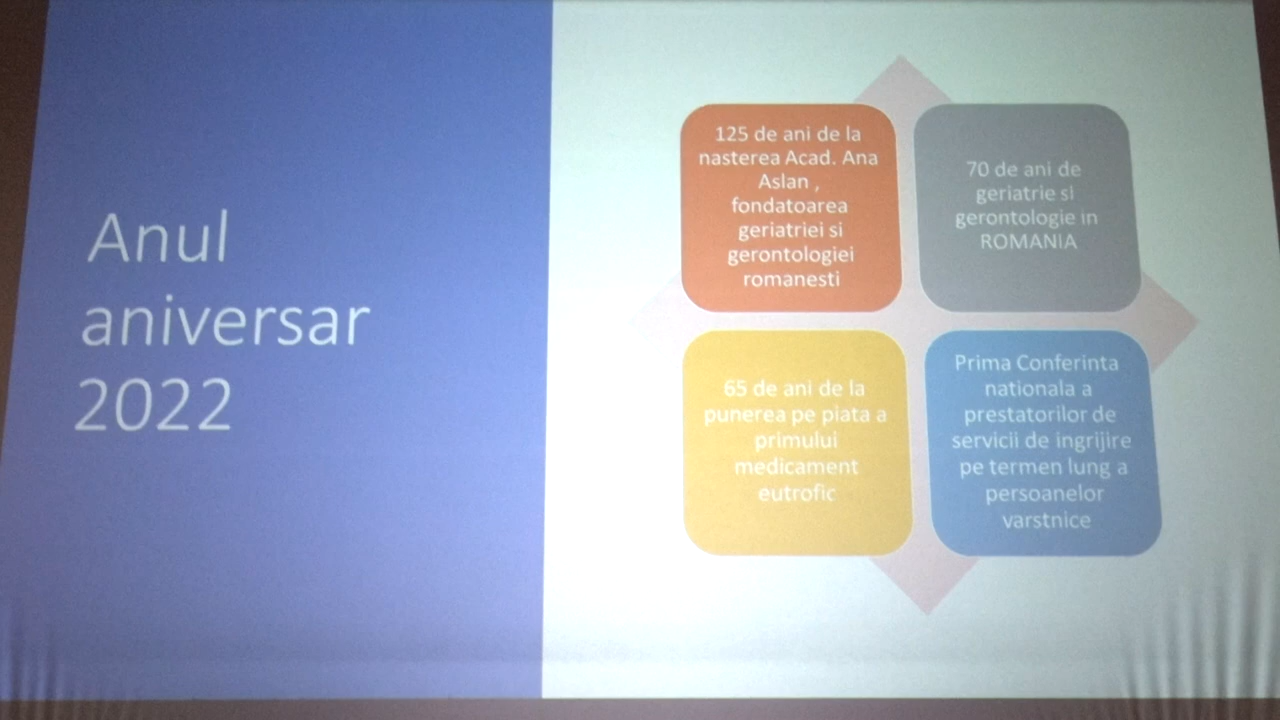 Anul
aniversar
2022
125 de ani de la
nasterea Acad. Ana
Aslan ,
fondatoarea
geriatriei si
gerontologiei
romanesti
70 de ani de
geriatrie si
gerontologie in
ROMANIA
65 de ani de la
punerea pe piata a
primului
medicament
eutrofic
Prima Conferinta
nationala a
prestatorilor de
servicii de ingrijire
pe termen lung a
persoanelor
varstnice